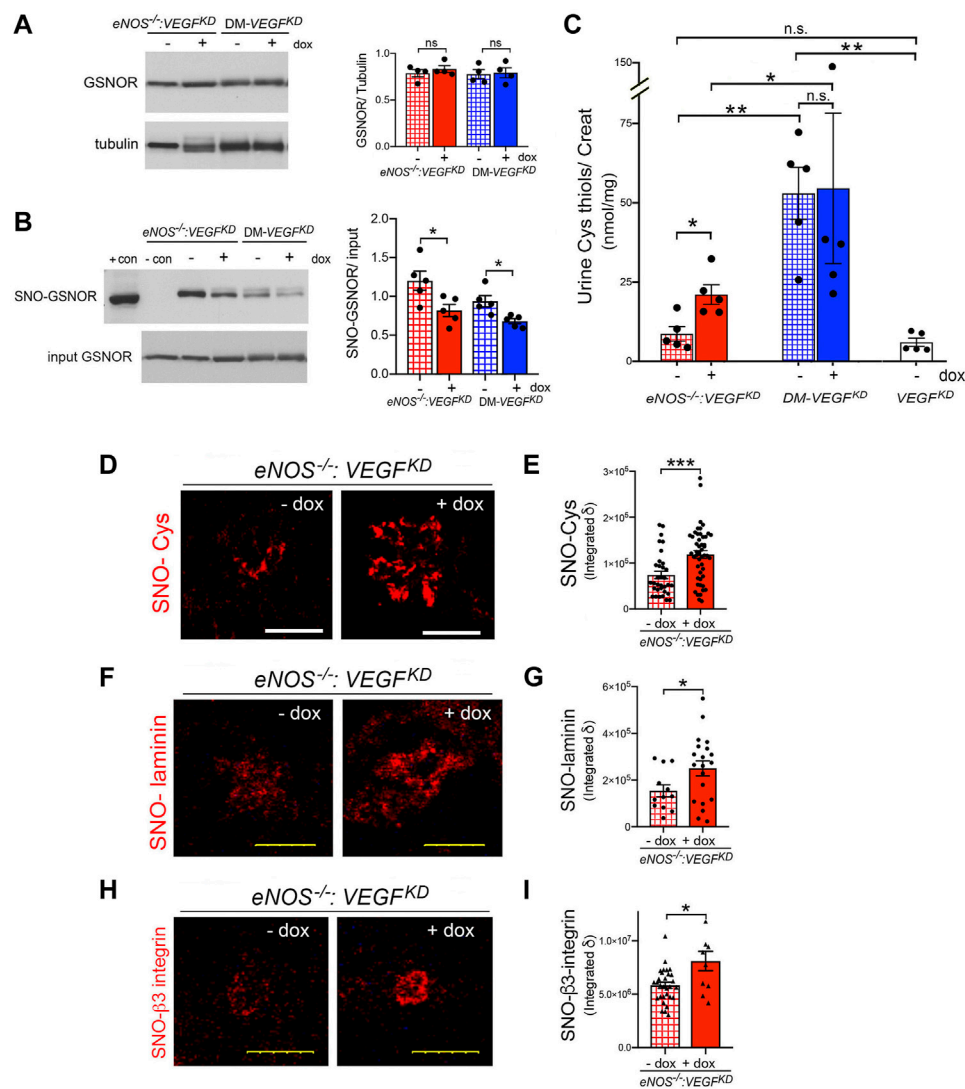 A
eNOS-/-:VEGFKD DM-VEGFKD
- + - + dox
GSNOR
tubulin
GSNOR/ Tubulin
1.0
0.5
0.0
ns ns
- + - + dox
eNOS-/-:VEGFKD DM-VEGFKD
B
eNOS-/-:VEGFKD DM-VEGFKD
+ con - con - + - + dox
SNO-GSNOR
input GSNOR
SNO-GSNOR/ input
1.5
1.0
0.5
0.0
* *
- + - + dox
eNOS-/-:VEGFKD DM-VEGFKD
C
Urine Cys thiols/ Creat
(nmol/mg)
150
75
50
25
0
n.s.
**
*
n.s.
**
*
- + - + - dox
eNOS-/-:VEGFKD DM-VEGFKD VEGFKD
D
eNOS-/-: VEGFKD
- dox + dox
SNO- Cys
E
SNO-Cys
(Integrated δ)
3×10⁵
2×10⁵
1×10⁵
0
***
- dox + dox
eNOS-/-:VEGFKD
F
eNOS-/-: VEGFKD
- dox + dox
SNO- laminin
G
SNO-laminin
(Integrated δ)
6×10⁵
4×10⁵
2×10⁵
0
*
- dox + dox
eNOS-/-:VEGFKD
H
eNOS-/-: VEGFKD
- dox + dox
SNO-β3 integrin
I
SNO-β3-integrin
(Integrated δ)
1.0×10⁷
5.0×10⁶
0.0
*
- dox + dox
eNOS-/-:VEGFKD